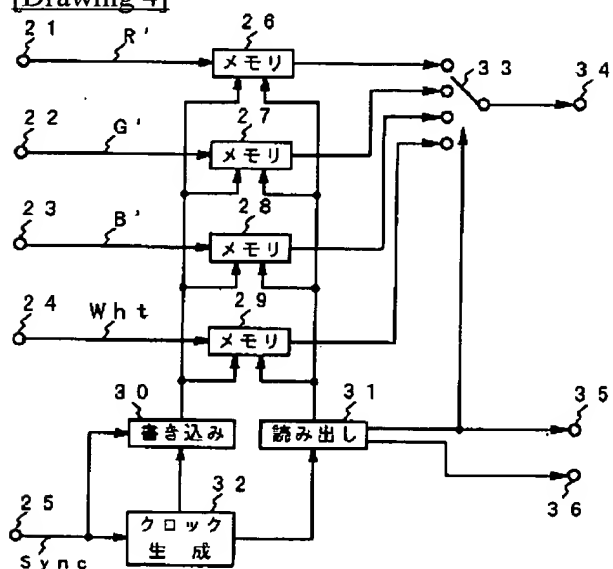 [Drawing 4]
21
R'
26
メモリ
33
34
22
G'
27
メモリ
23
B'
28
メモリ
24
Wht
29
メモリ
30
書き込み
31
読み出し
35
25
32
クロック
生成
36
sync